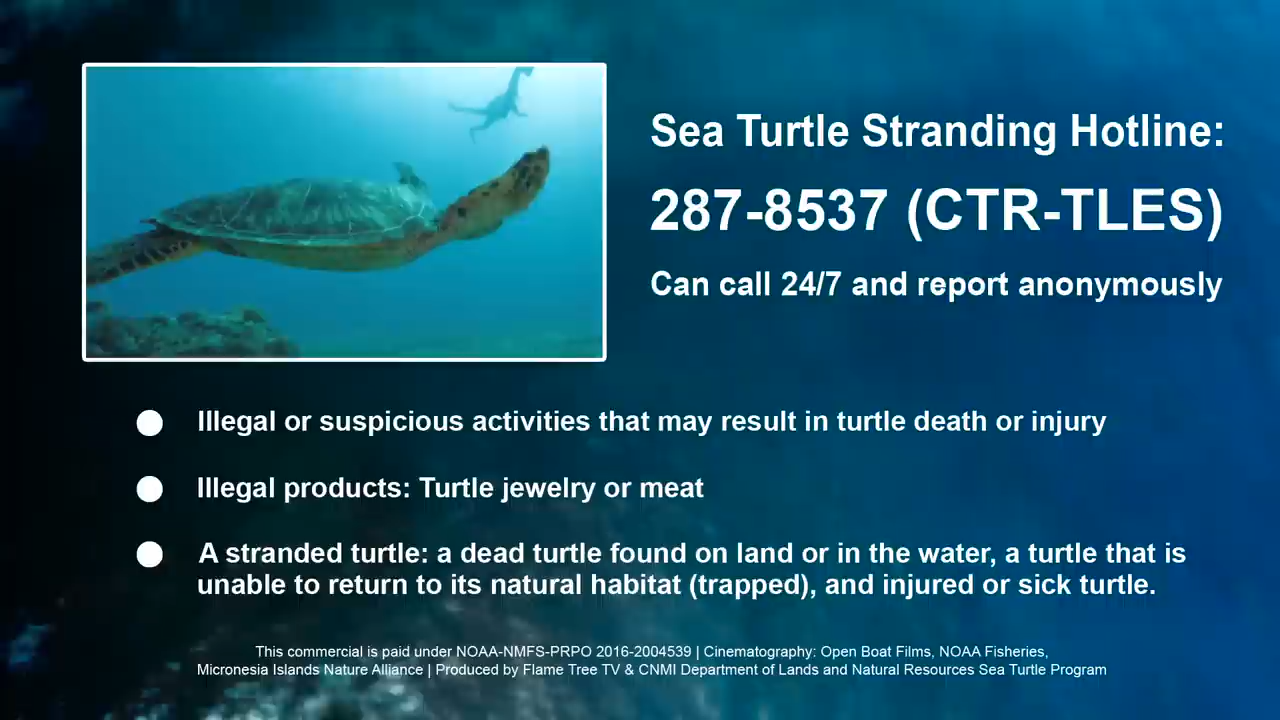 Sea Turtle Stranding Hotline:
287-8537 (CTR-TLES)
Can call 24/7 and report anonymously
Illegal or suspicious activities that may result in turtle death or injury
Illegal products: Turtle jewelry or meat
A stranded turtle: a dead turtle found on land or in the water, a turtle that is
unable to return to its natural habitat (trapped), and injured or sick turtle.
This commercial is paid under NOAA-NMFS-PRPO 2016-2004539 | Cinematography: Open Boat Films, NOAA Fisheries,
Micronesia Islands Nature Alliance | Produced by Flame Tree TV & CNMI Department of Lands and Natural Resources Sea Turtle Program